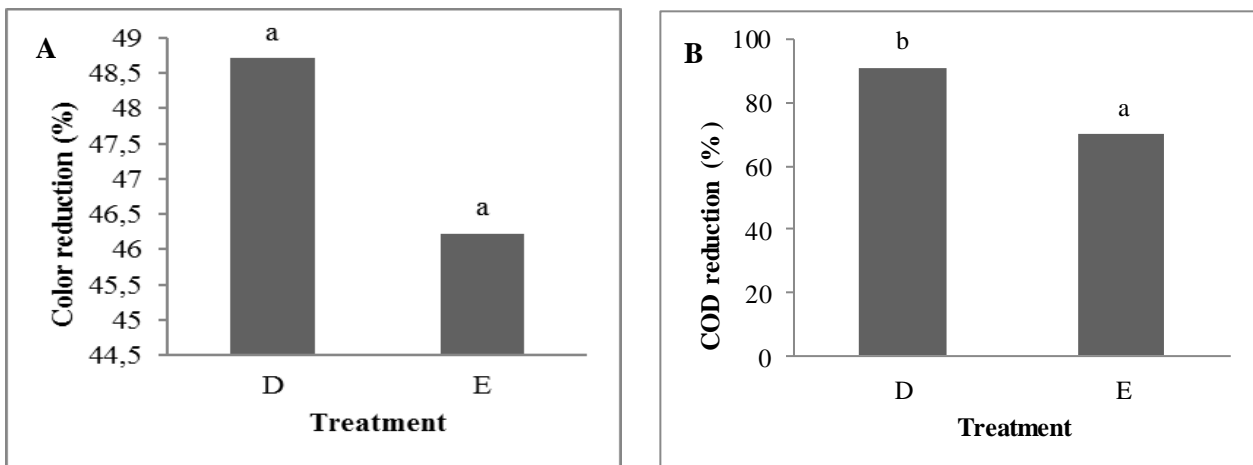 A
Color reduction (%)
49
48,5
48
47,5
47
46,5
46
45,5
45
44,5
a
a
D
E
Treatment
B
COD reduction (%)
100
80
60
40
20
0
b
a
D
E
Treatment